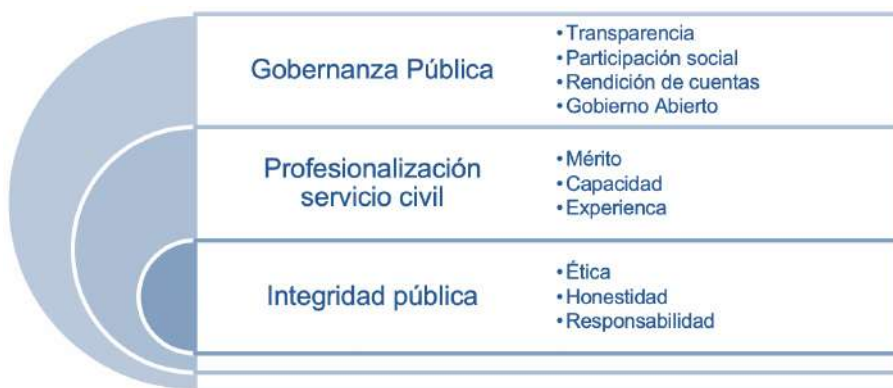 Gobernanza Pública
• Transparencia
• Participación social
• Rendición de cuentas
• Gobierno Abierto
Profesionalización
servicio civil
• Mérito
• Capacidad
• Experienca
Integridad pública
• Ética
• Honestidad
• Responsabilidad